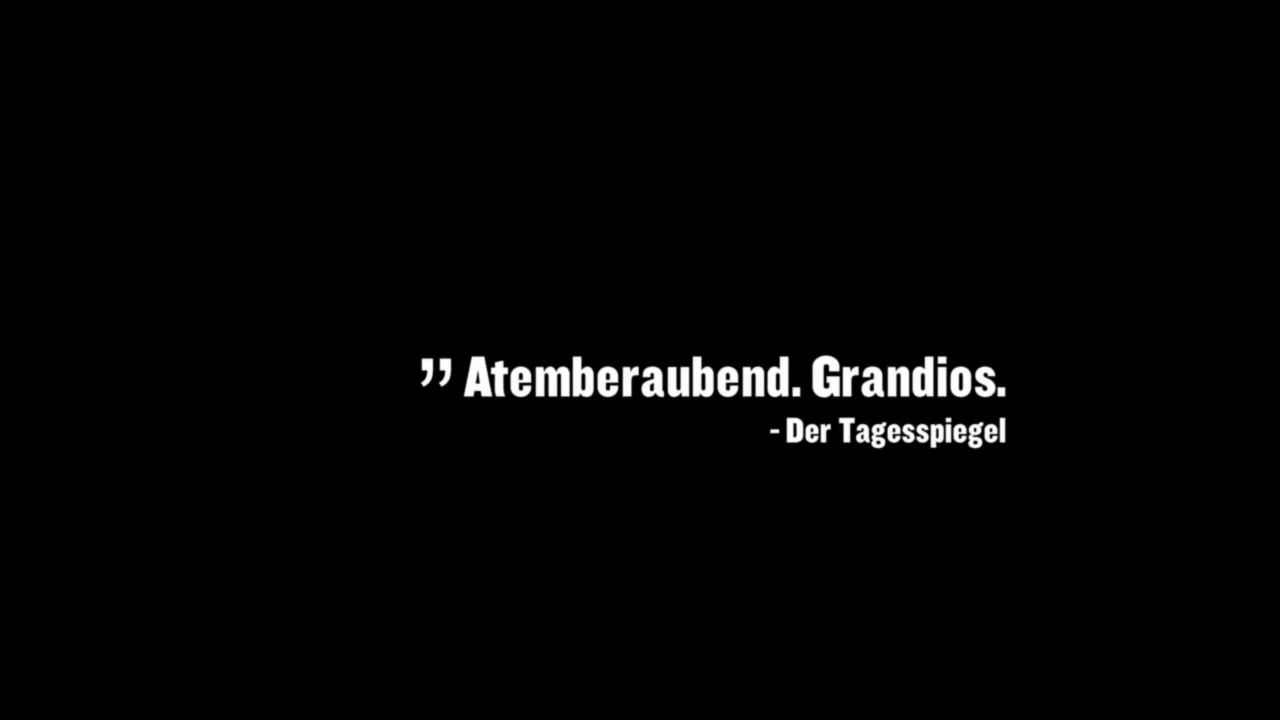 ” Atemberaubend. Grandios.
- Der Tagesspiegel